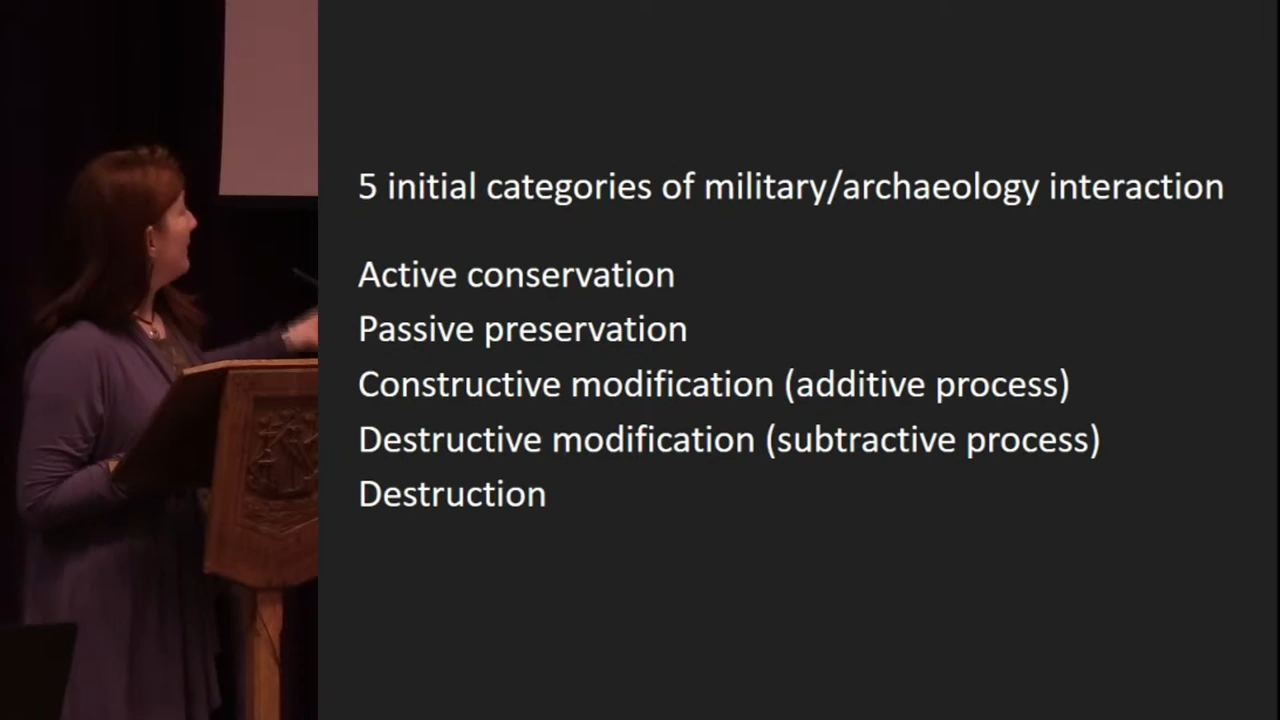 5 initial categories of military/archaeology interaction
Active conservation
Passive preservation
Constructive modification (additive process)
Destructive modification (subtractive process)
Destruction